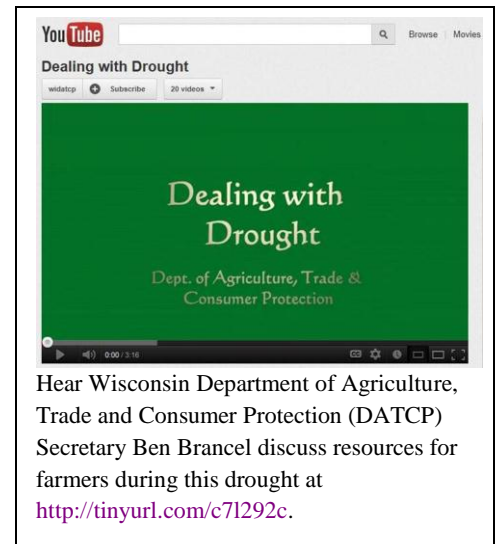 You Tube
Browse Movies
Dealing with Drought
widatcp Subscribe 20 videos
Dealing with
Drought
Dept. of Agriculture, Trade &
Consumer Protection
0:00 / 3:16
Hear Wisconsin Department of Agriculture,
Trade and Consumer Protection (DATCP)
Secretary Ben Brancel discuss resources for
farmers during this drought at
http://tinyurl.com/c7l292c.